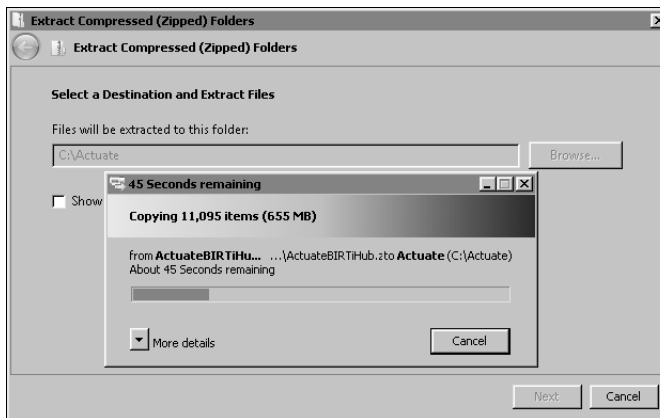 Extract Compressed (Zipped) Folders
Extract Compressed (Zipped) Folders
Select a Destination and Extract Files
Files will be extracted to this folder:
C:\Actuate
Browse...
Show
45 Seconds remaining
Copying 11,095 items (655 MB)
from ActuateBIRTiHu... ...\ActuateBIRTiHub.zto Actuate (C:\Actuate)
About 45 Seconds remaining
More details
Cancel
Next
Cancel